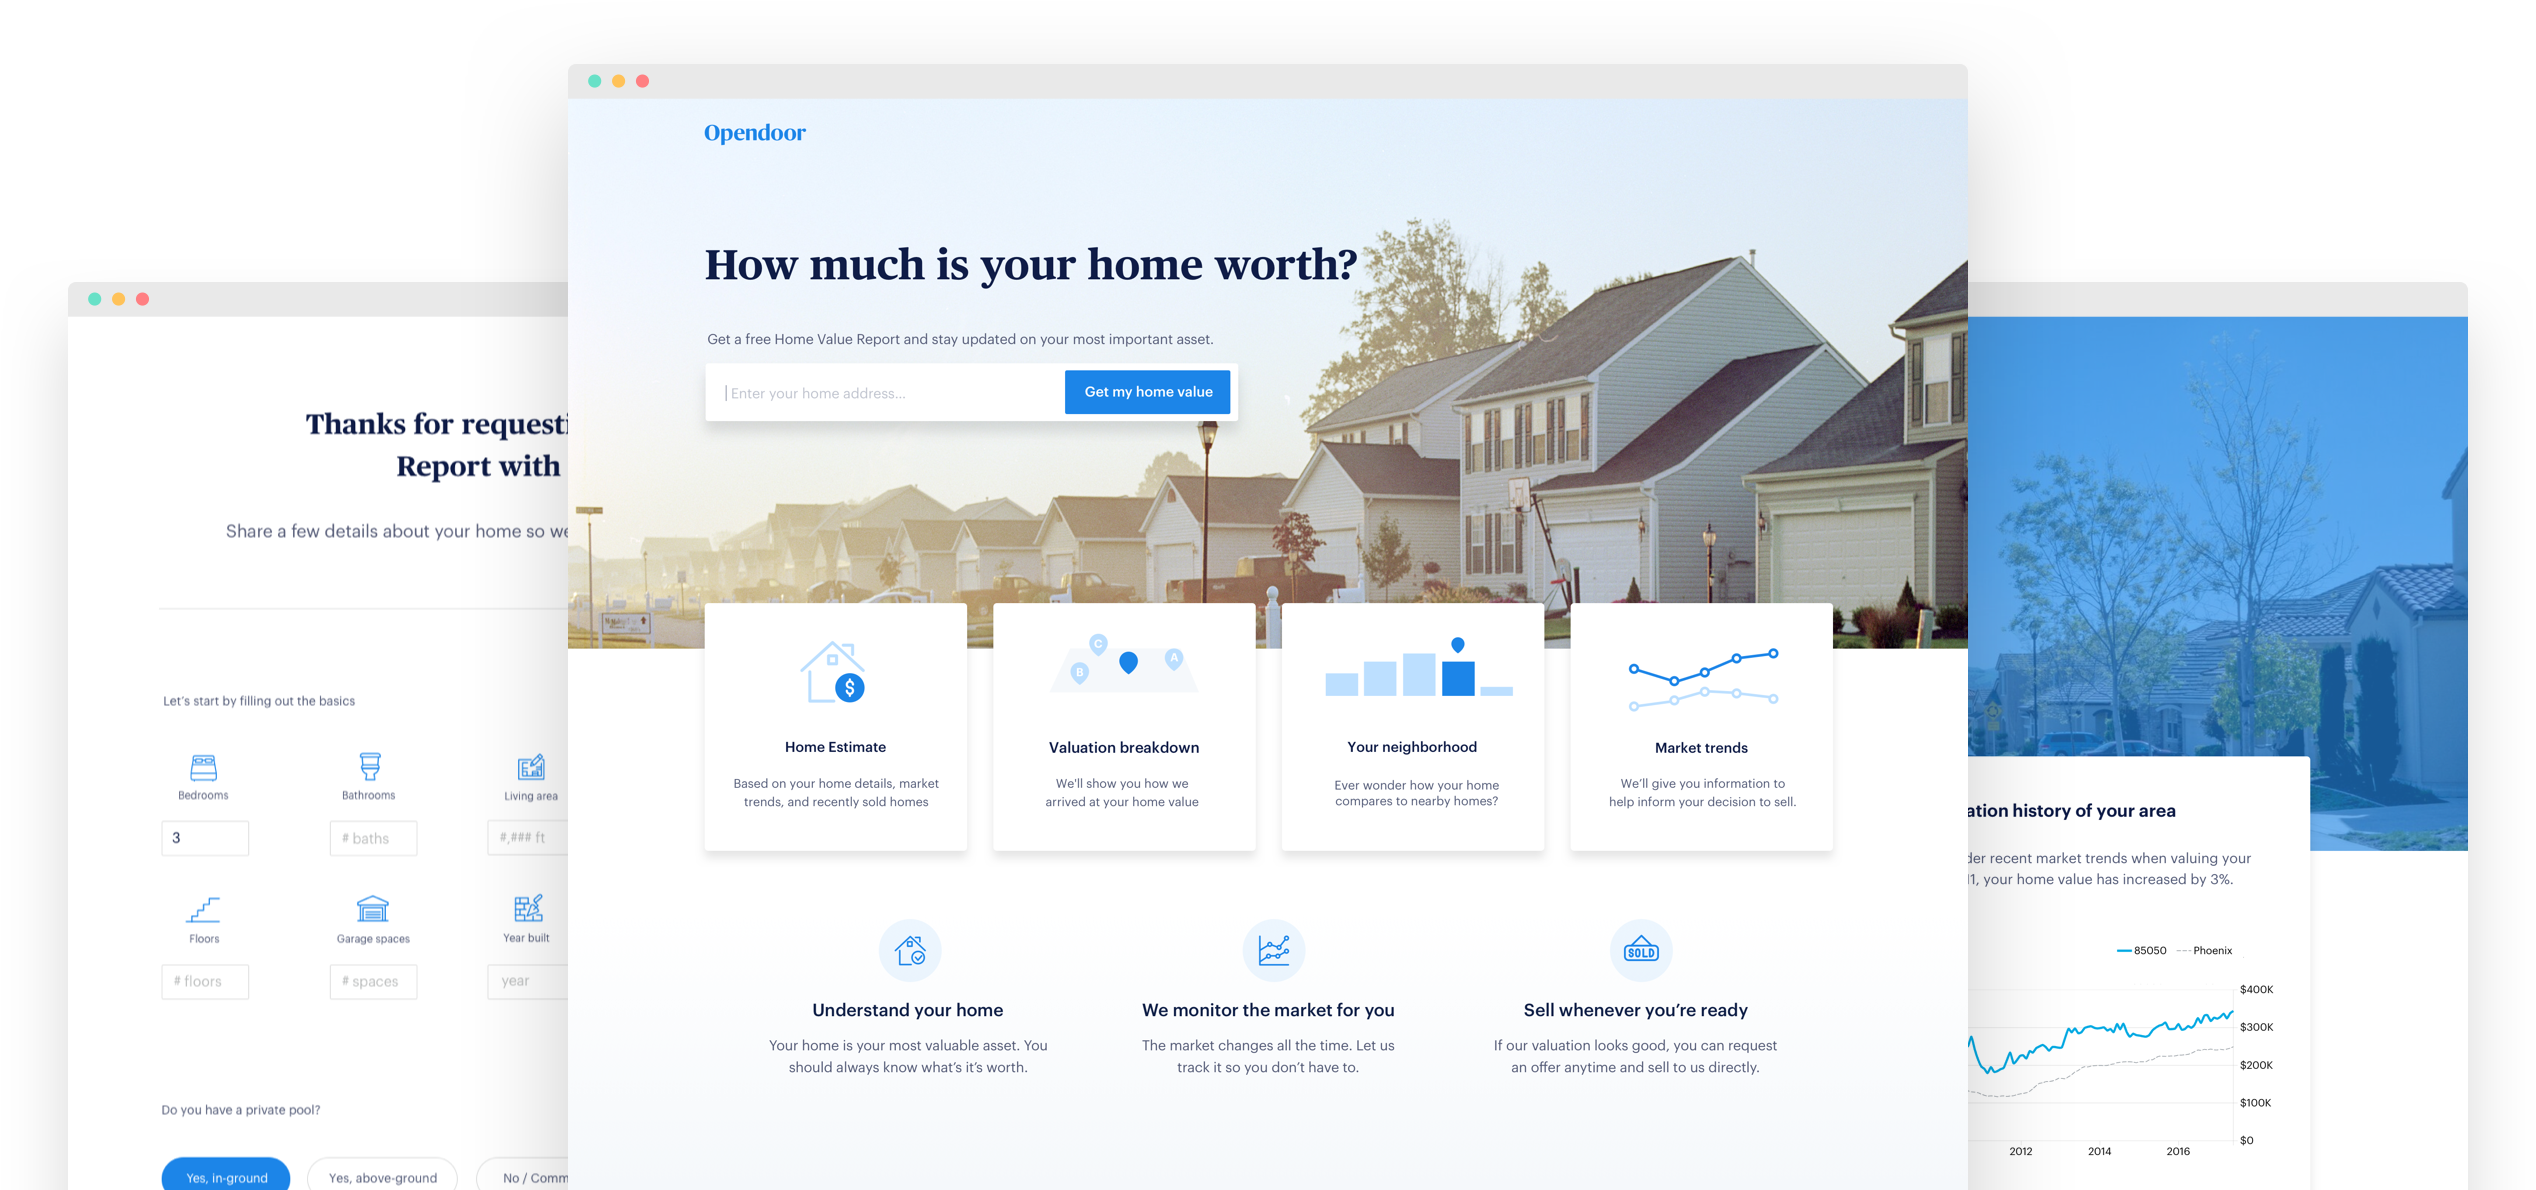 Opendoor
How much is your home worth?
Get a free Home Value Report and stay updated on your most important asset.
Enter your home address...
Get my home value
C
B
A
$
Home Estimate
Based on your home details, market
trends, and recently sold homes
Valuation breakdown
We'll show you how we
arrived at your home value
Your neighborhood
Ever wonder how your home
compares to nearby homes?
Market trends
We'll give you information to
help inform your decision to sell.
Understand your home
Your home is your most valuable asset. You
should always know what's it's worth.
We monitor the market for you
The market changes all the time. Let us
track it so you don't have to.
SOLD
Sell whenever you're ready
If our valuation looks good, you can request
an offer anytime and sell to us directly.
Thanks for requesti
Report with
Share a few details about your home so we
Let's start by filling out the basics
Bedrooms
Bathrooms
Living area
3
# baths
#,### ft
Floors
Garage spaces
Year built
# floors
# spaces
year
Do you have a private pool?
Yes, in-ground
Yes, above-ground
No / Comm
ation history of your area
der recent market trends when valuing your
11, your home value has increased by 3%.
85050
Phoenix
$400K
$300K
$200K
$100K
$0
2012
2014
2016